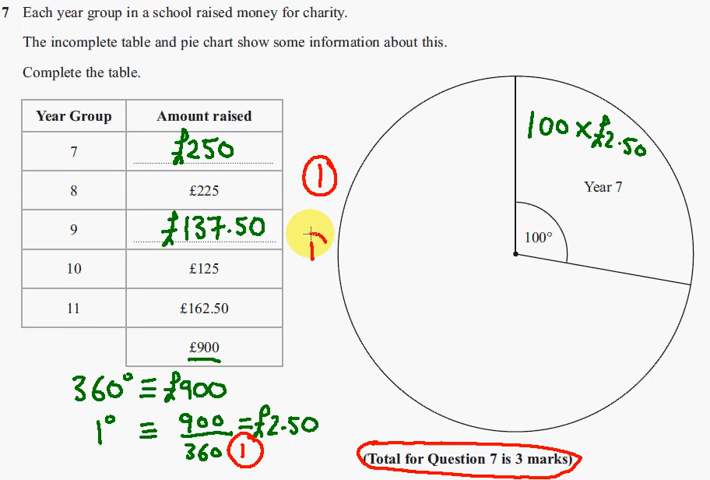 7 Each year group in a school raised money for charity.
The incomplete table and pie chart show some information about this.
Complete the table.
Year Group Amount raised
7 £250
8 £225
9 £137.50
10 £125
11 £162.50
£900
1
1
100 × £2.50
Year 7
100°
360° ≡ £900
1° ≡ 900/360 = £2.50
1
(Total for Question 7 is 3 marks)